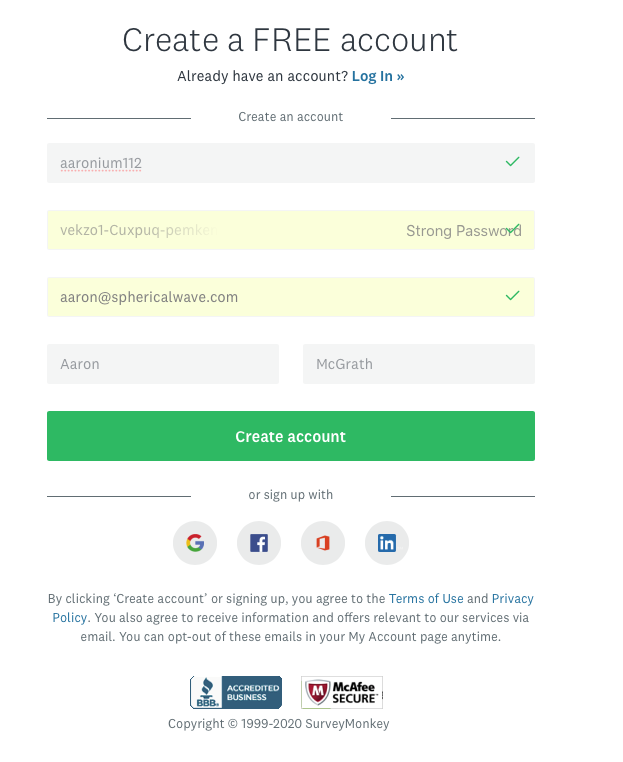 Create a FREE account
Already have an account? Log In »
Create an account
aaronium112
vekzo1-Cuxpuq-pemke Strong Password
aaron@sphericalwave.com
Aaron McGrath
Create account
or sign up with
By clicking ‘Create account’ or signing up, you agree to the Terms of Use and Privacy
Policy. You also agree to receive information and offers relevant to our services via
email. You can opt-out of these emails in your My Account page anytime.
BBB ACCREDITED BUSINESS McAfee SECURE
Copyright © 1999-2020 SurveyMonkey